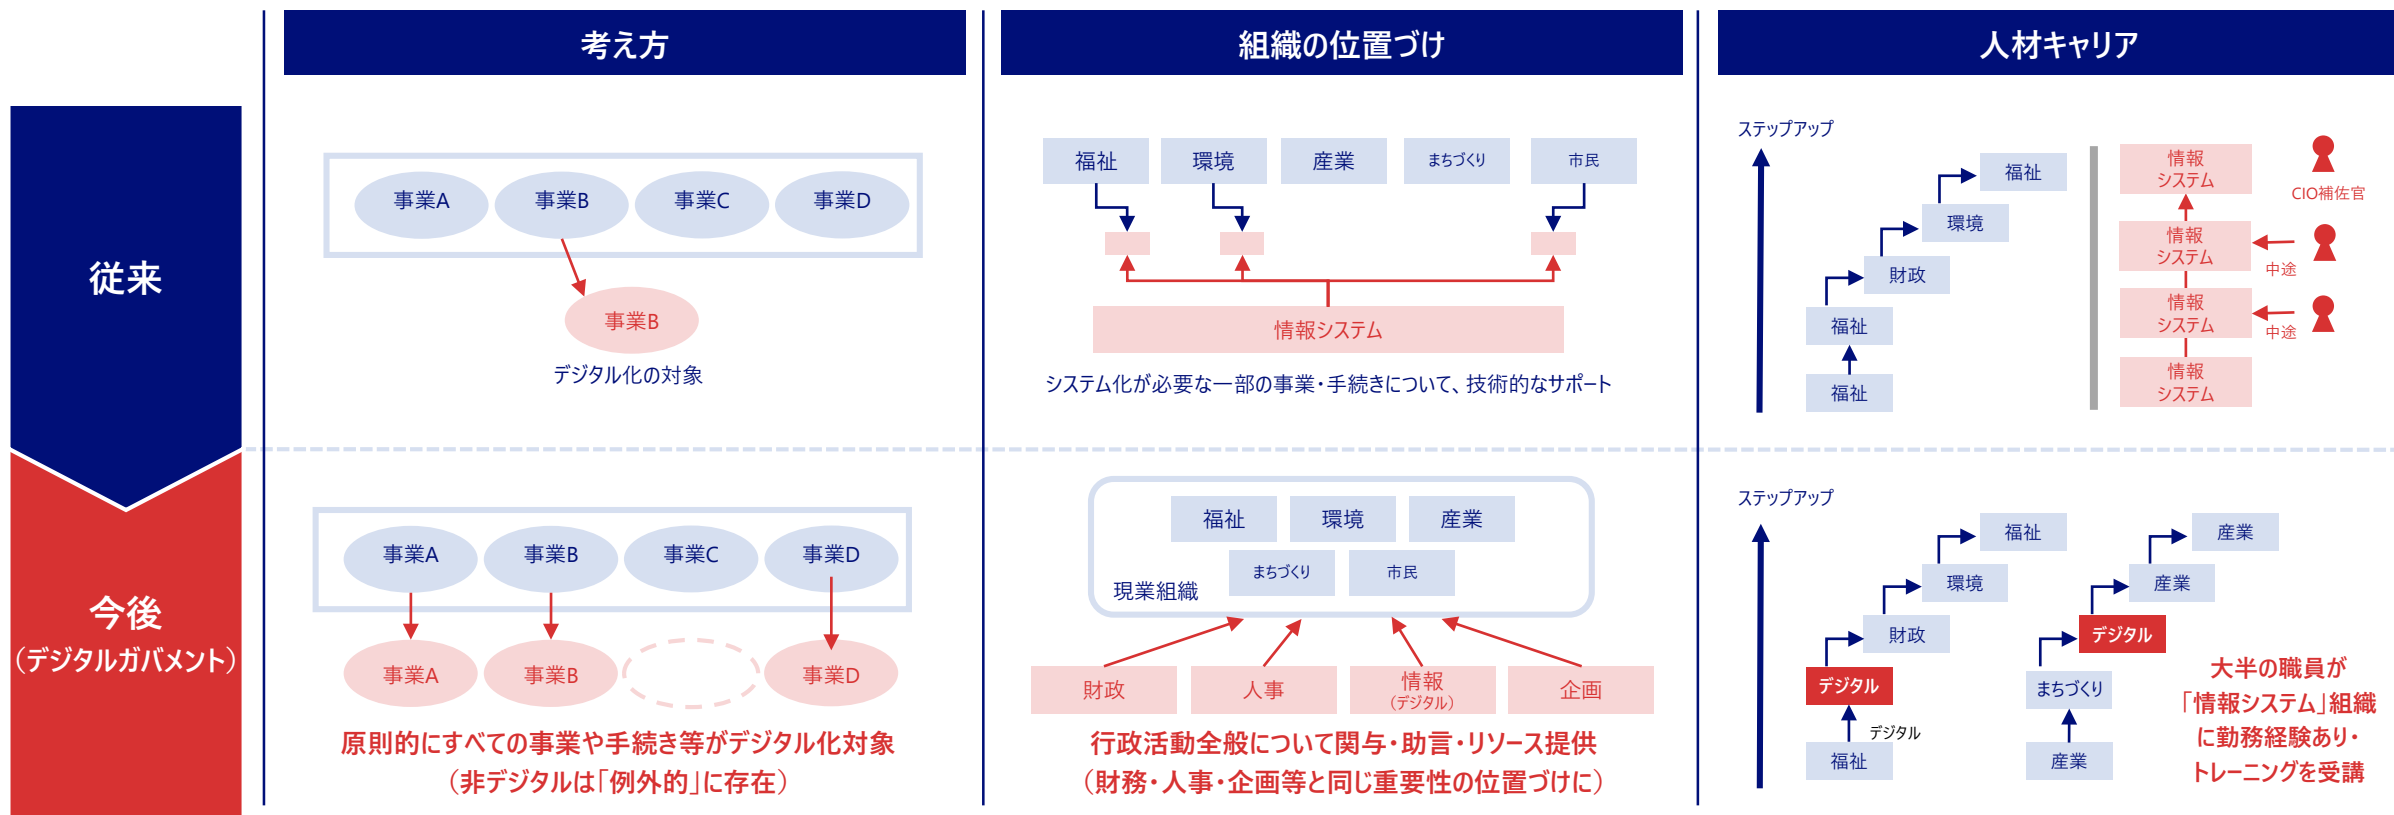 考え方
組織の位置づけ
人材キャリア
従来
事業A
事業B
事業C
事業D
事業B
デジタル化の対象
福祉
環境
産業
まちづくり
市民
情報システム
システム化が必要な一部の事業・手続きについて、技術的なサポート
ステップアップ
福祉
環境
財政
福祉
福祉
情報
システム
情報
システム
情報
システム
情報
システム
CIO補佐官
中途
中途
今後
（デジタルガバメント）
事業A
事業B
事業C
事業D
事業A
事業B
事業D
原則的にすべての事業や手続き等がデジタル化対象
（非デジタルは「例外的」に存在）
福祉
環境
産業
まちづくり
市民
現業組織
財政
人事
情報
（デジタル）
企画
行政活動全般について関与・助言・リソース提供
（財務・人事・企画等と同じ重要性の位置づけに）
ステップアップ
福祉
環境
財政
デジタル
デジタル
福祉
産業
産業
デジタル
まちづくり
産業
大半の職員が
「情報システム」組織
に勤務経験あり・
トレーニングを受講